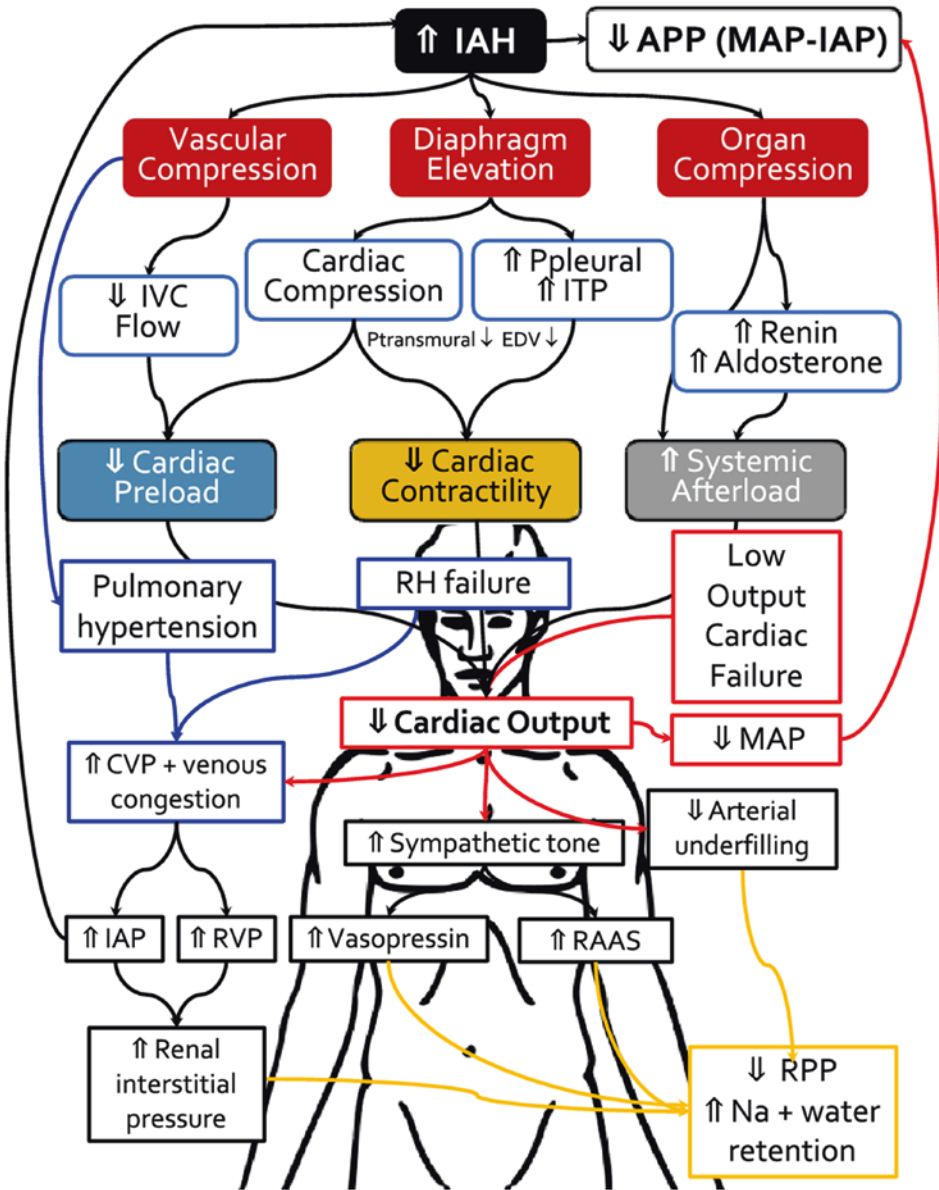 ⇑ IAH
⇓ APP (MAP-IAP)
Vascular
Compression
Diaphragm
Elevation
Organ
Compression
⇓ IVC
Flow
Cardiac
Compression
⇑ Ppleural
⇑ ITP
Ptransmural ↓ EDV ↓
⇑ Renin
⇑ Aldosterone
⇓ Cardiac
Preload
⇓ Cardiac
Contractility
⇑ Systemic
Afterload
Pulmonary
hypertension
RH failure
Low
Output
Cardiac
Failure
⇓ Cardiac Output
⇓ MAP
⇑ CVP + venous
congestion
⇑ Sympathetic tone
⇓ Arterial
underfilling
⇑ IAP
⇑ RVP
⇑ Vasopressin
⇑ RAAS
⇑ Renal
interstitial
pressure
⇓ RPP
⇑ Na + water
retention